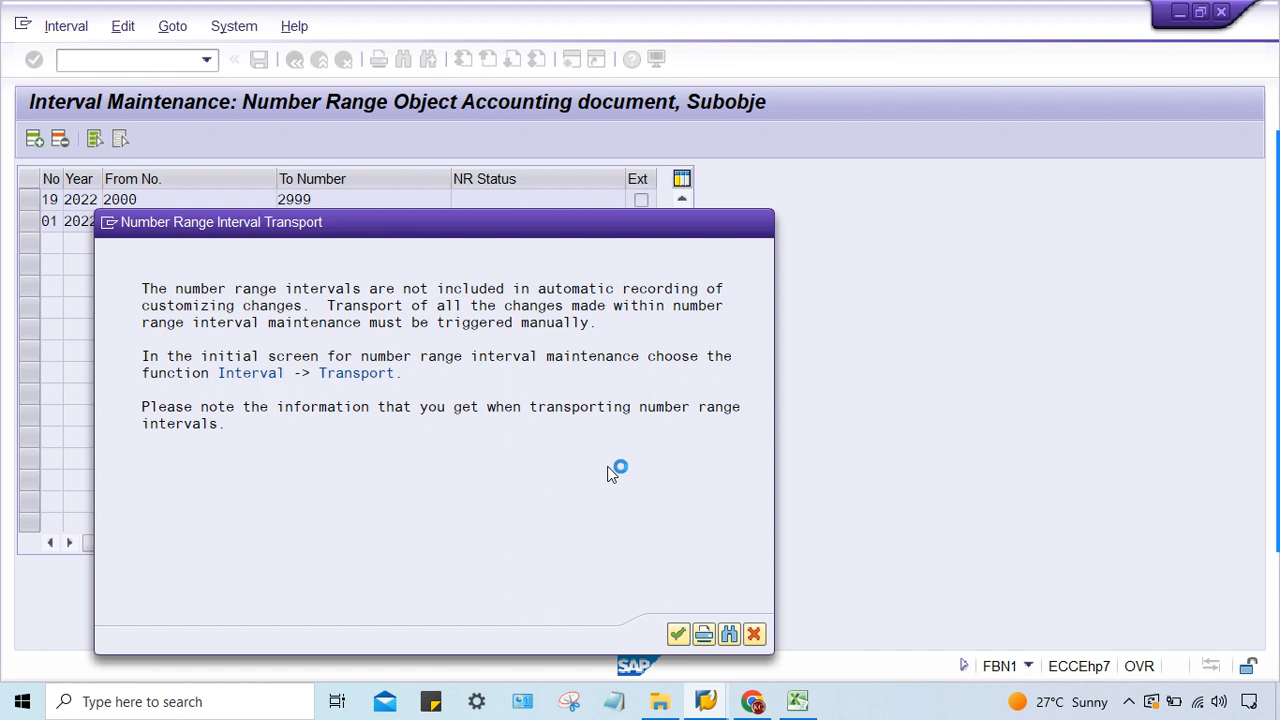 Interval Edit Goto System Help
Interval Maintenance: Number Range Object Accounting document, Subobje
No Year From No. To Number NR Status Ext
19 2022 2000 2999
01 2022
Number Range Interval Transport
The number range intervals are not included in automatic recording of
customizing changes. Transport of all the changes made within number
range interval maintenance must be triggered manually.
In the initial screen for number range interval maintenance choose the
function Interval -> Transport.
Please note the information that you get when transporting number range
intervals.
SAP FBN1 ECCEhp7 OVR
Type here to search 27°C Sunny